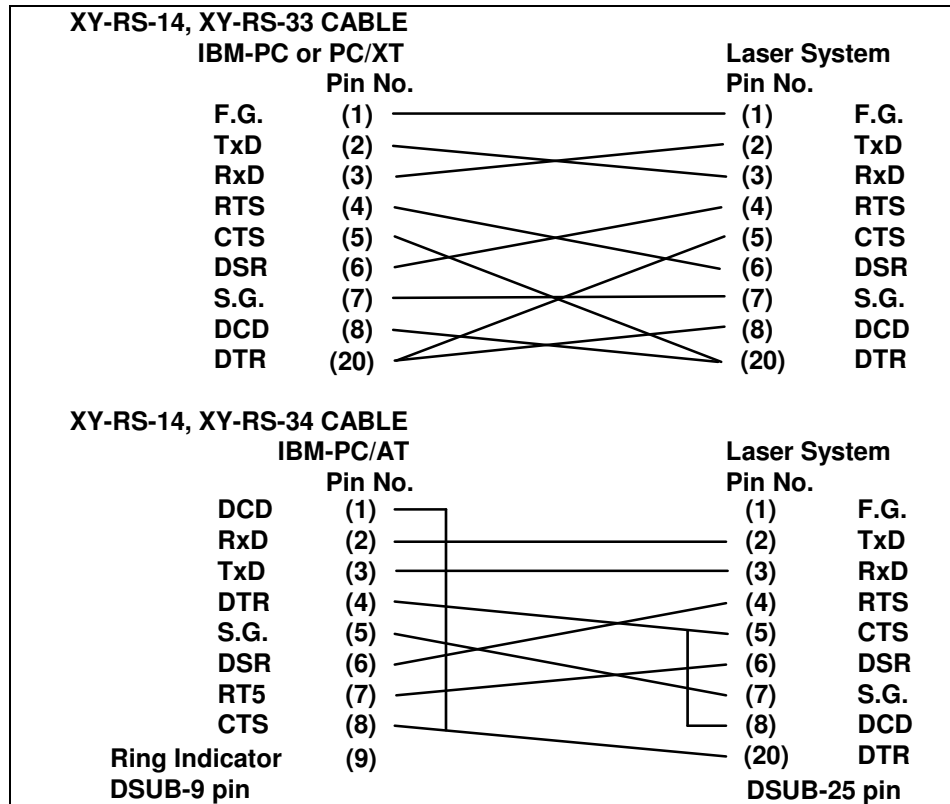 XY-RS-14, XY-RS-33 CABLE
IBM-PC or PC/XT Laser System
Pin No. Pin No.
F.G. (1) (1) F.G.
TxD (2) (2) TxD
RxD (3) (3) RxD
RTS (4) (4) RTS
CTS (5) (5) CTS
DSR (6) (6) DSR
S.G. (7) (7) S.G.
DCD (8) (8) DCD
DTR (20) (20) DTR
XY-RS-14, XY-RS-34 CABLE
IBM-PC/AT Laser System
Pin No. Pin No.
DCD (1) (1) F.G.
RxD (2) (2) TxD
TxD (3) (3) RxD
DTR (4) (4) RTS
S.G. (5) (5) CTS
DSR (6) (6) DSR
RT5 (7) (7) S.G.
CTS (8) (8) DCD
Ring Indicator (9) (20) DTR
DSUB-9 pin DSUB-25 pin